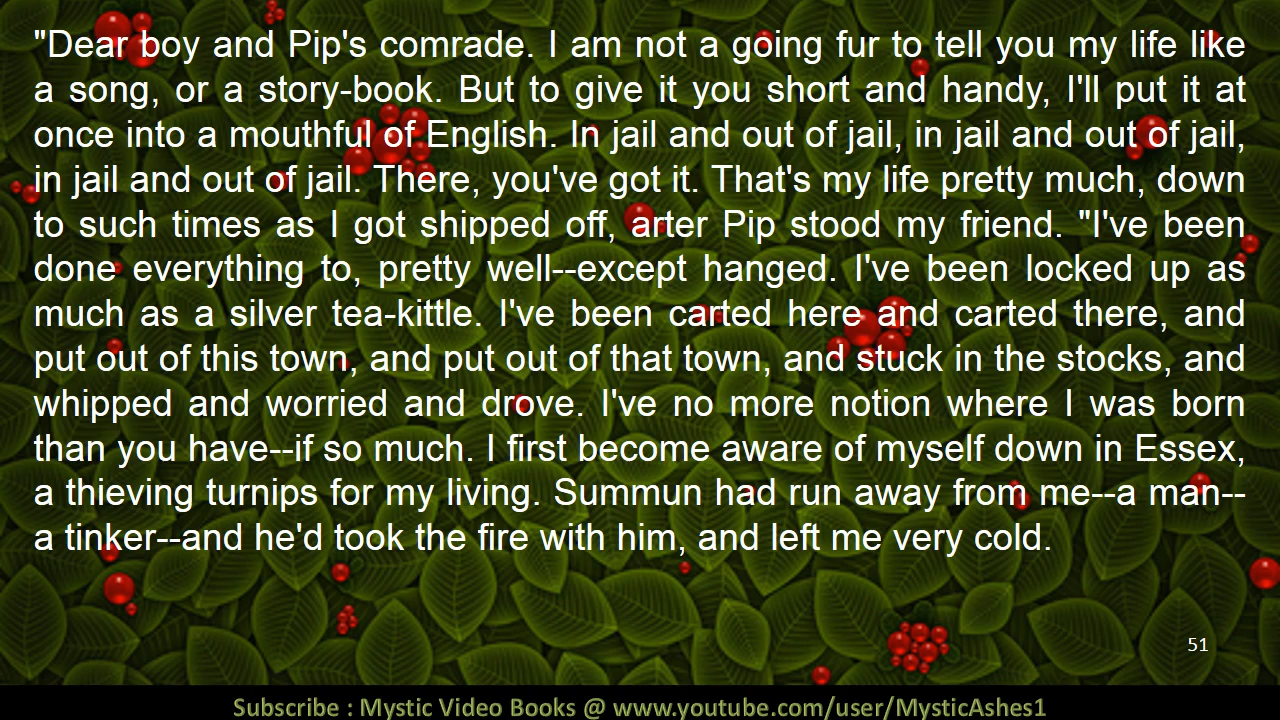 "Dear boy and Pip's comrade. I am not a going fur to tell you my life like
a song, or a story-book. But to give it you short and handy, I'll put it at
once into a mouthful of English. In jail and out of jail, in jail and out of jail,
in jail and out of jail. There, you've got it. That's my life pretty much, down
to such times as I got shipped off, arter Pip stood my friend. "I've been
done everything to, pretty well--except hanged. I've been locked up as
much as a silver tea-kittle. I've been carted here and carted there, and
put out of this town, and put out of that town, and stuck in the stocks, and
whipped and worried and drove. I've no more notion where I was born
than you have--if so much. I first become aware of myself down in Essex,
a thieving turnips for my living. Summun had run away from me--a man--
a tinker--and he'd took the fire with him, and left me very cold.
51
Subscribe : Mystic Video Books @ www.youtube.com/user/MysticAshes1